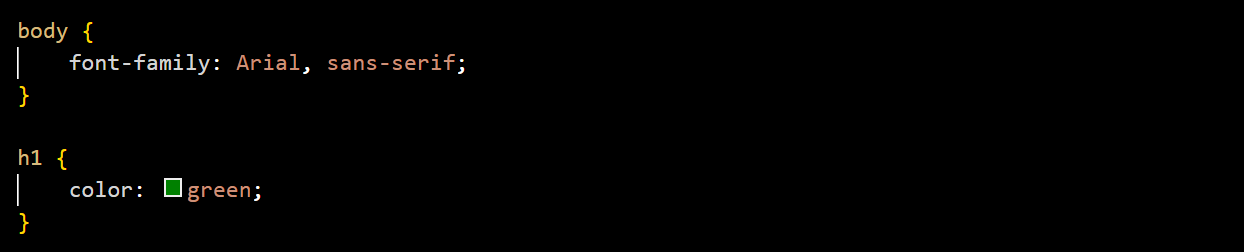 body {
    font-family: Arial, sans-serif;
}

h1 {
    color: green;
}